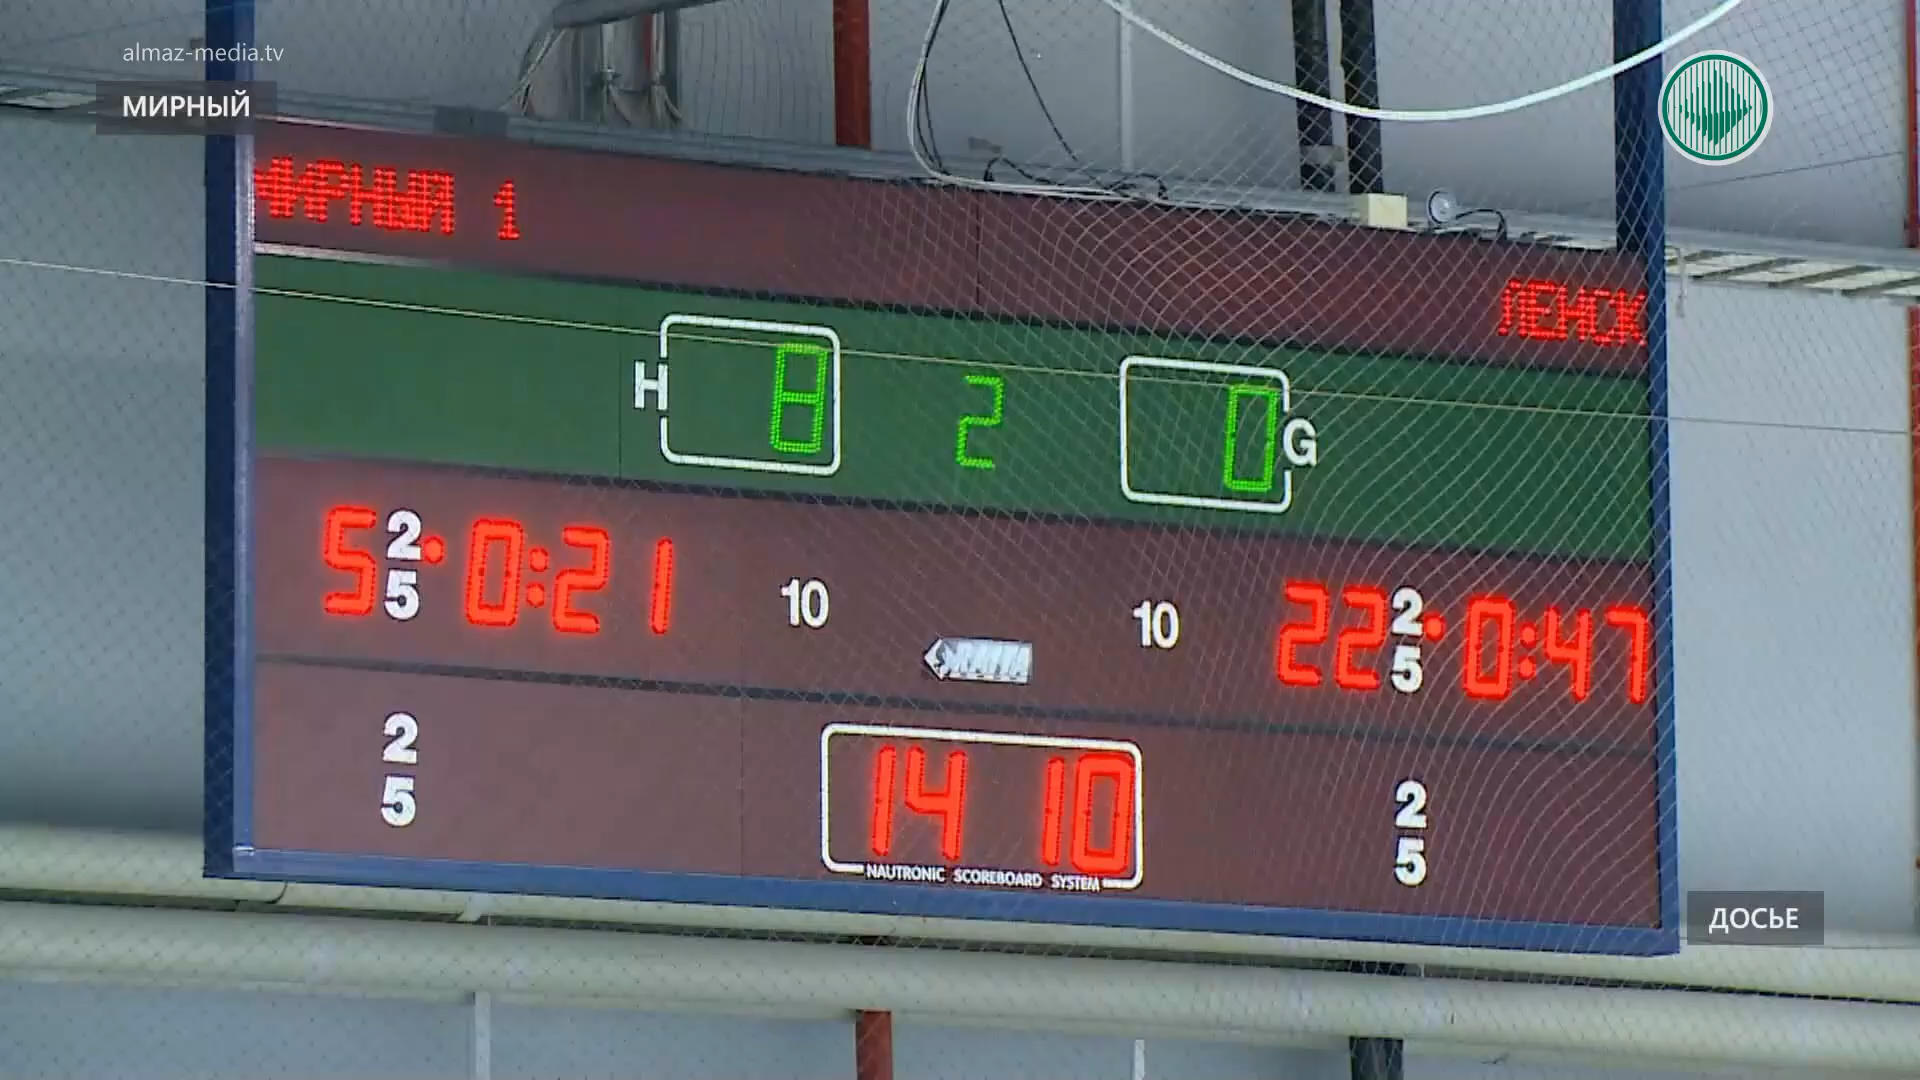 almaz-media.tv
МИРНЫЙ
МИРНЫЙ 1
ЛЕНСК
H 8 2 0 G
5 2 5 0:21 10 10 22 2 5 0:47
2 5 14 10 2 5
NAUTRONIC SCOREBOARD SYSTEM
ДОСЬЕ